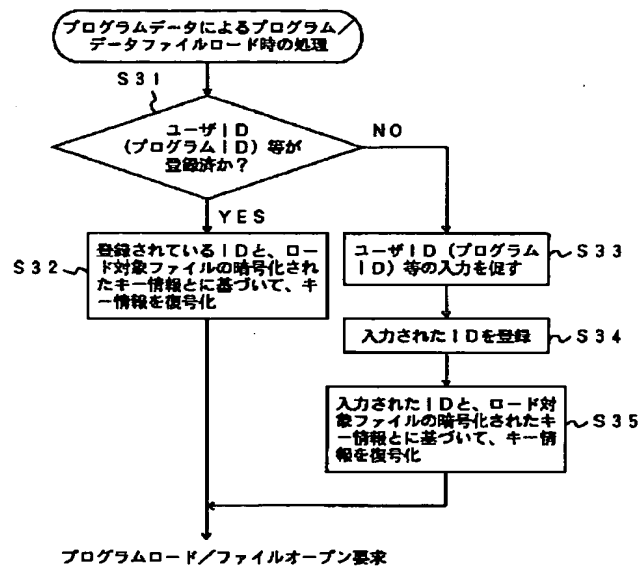 プログラムデータによるプログラム／
データファイルロード時の処理
S31
ユーザID
(プログラムID)等が
登録済か？
NO
YES
S32
登録されているIDと、ロー
ド対象ファイルの暗号化され
たキー情報とに基づいて、キ
ー情報を復号化
ユーザID(プログラム
ID)等の入力を促す
S33
入力されたIDを登録
S34
入力されたIDと、ロード対
象ファイルの暗号化されたキ
ー情報とに基づいて、キー情
報を復号化
S35
プログラムロード／ファイルオープン要求